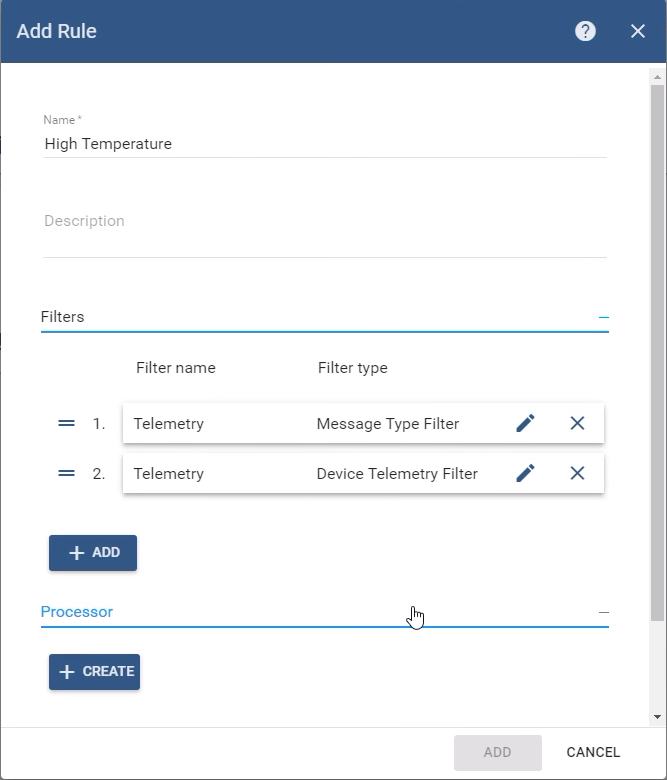 Add Rule ?
Name *
High Temperature
Description
Filters
Filter name Filter type
1. Telemetry Message Type Filter
2. Telemetry Device Telemetry Filter
+ ADD
Processor
+ CREATE
ADD CANCEL